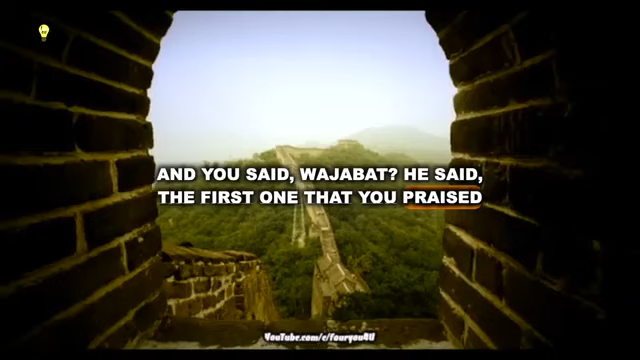 AND YOU SAID, WAJABAT? HE SAID,
THE FIRST ONE THAT YOU PRAISED
YouTube.com/c/fouryou4U